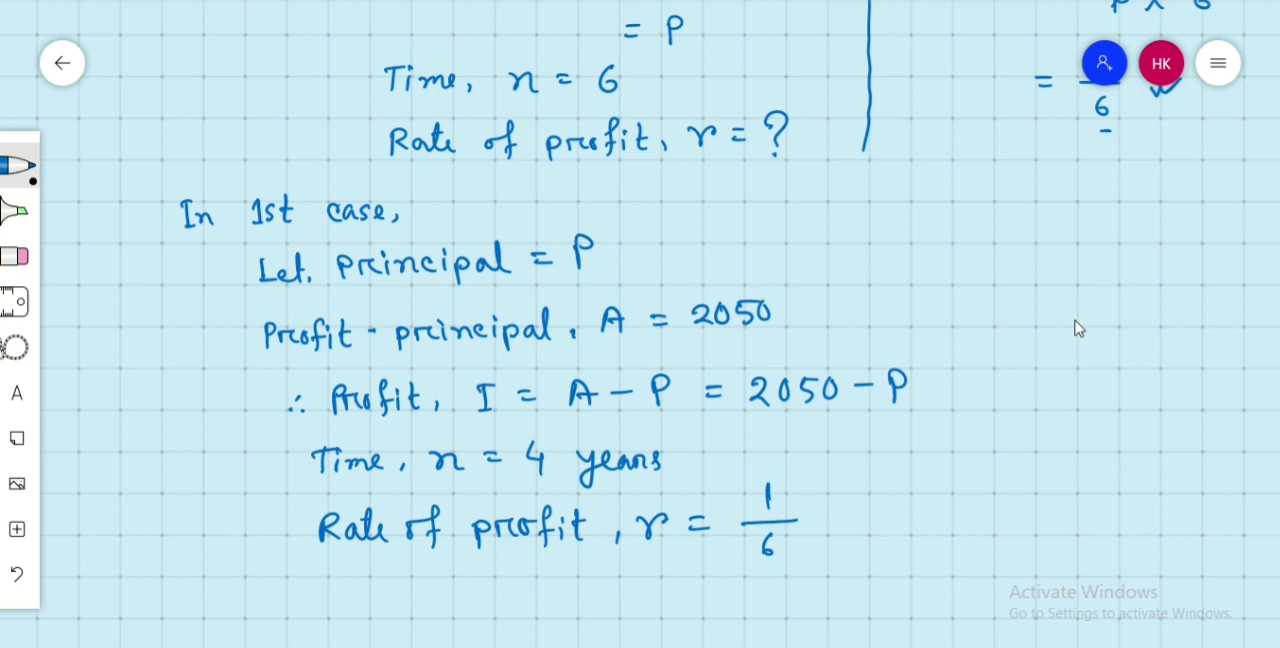 = P
Time, n = 6
Rate of profit, r = ?
P × 6
=
6
HK
In 1st case,
Let, principal = P
Profit - principal, A = 2050
∴ Profit, I = A - P = 2050 - P
Time, n = 4 years
Rate of profit, r = 1/6
A
Activate Windows
Go to Settings to activate Windows.